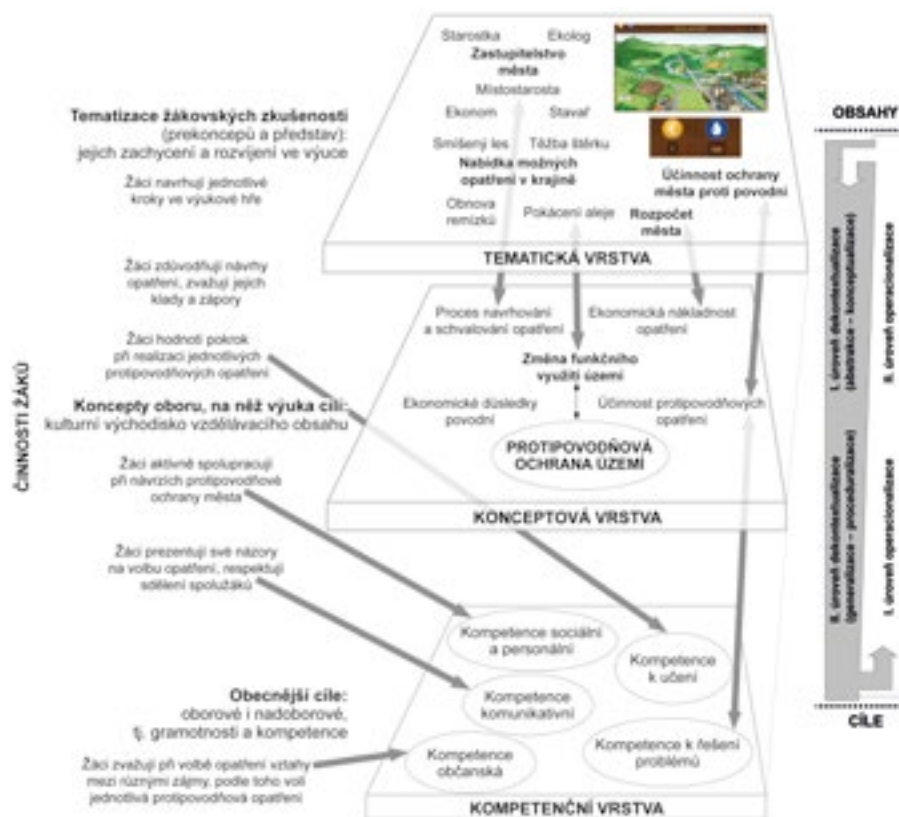 Starostka
Ekolog
Zastupitelstvo
města
Místostarosta
Ekonom
Stavař
Smíšený les
Těžba štěrku
Nabídka možných
opatření v krajině
Obnova
remízků
Pokácení aleje
Rozpočet
města
Účinnost ochrany
města proti povodni
TEMATICKÁ VRSTVA
Tematizace žákovských zkušeností
(prekonceptů a představ):
jejich zachycení a rozvíjení ve výuce
Žáci navrhují jednotlivé
kroky ve výukové hře
Žáci zdůvodňují návrhy
opatření, zvažují jejich
klady a zápory
Žáci hodnotí pokrok
při realizaci jednotlivých
protipovodňových opatření
Koncepty oboru, na něž výuka cílí:
kulturní východisko vzdělávacího obsahu
Žáci aktivně spolupracují
při návrzích protipovodňové
ochrany města
Žáci prezentují své názory
na volbu opatření, respektují
sdělení spolužáků
Obecnější cíle:
oborové i nadoborové,
tj. gramotnosti a kompetence
Žáci zvažují při volbě opatření vztahy
mezi různými zájmy, podle toho volí
jednotlivá protipovodňová opatření
ČINNOSTI ŽÁKŮ
Proces navrhování
a schvalování opatření
Ekonomická nákladnost
opatření
Změna funkčního
využití území
Ekonomické důsledky
povodní
Účinnost protipovodňových
opatření
PROTIPOVODŇOVÁ
OCHRANA ÚZEMÍ
KONCEPTOVÁ VRSTVA
Kompetence sociální
a personální
Kompetence
k učení
Kompetence
komunikativní
Kompetence
občanská
Kompetence k řešení
problémů
KOMPETENČNÍ VRSTVA
OBSAHY
I. úroveň dekontextualizace
(abstrakce – konceptualizace)
II. úroveň operacionalizace
II. úroveň dekontextualizace
(generalizace – proceduralizace)
I. úroveň operacionalizace
CÍLE